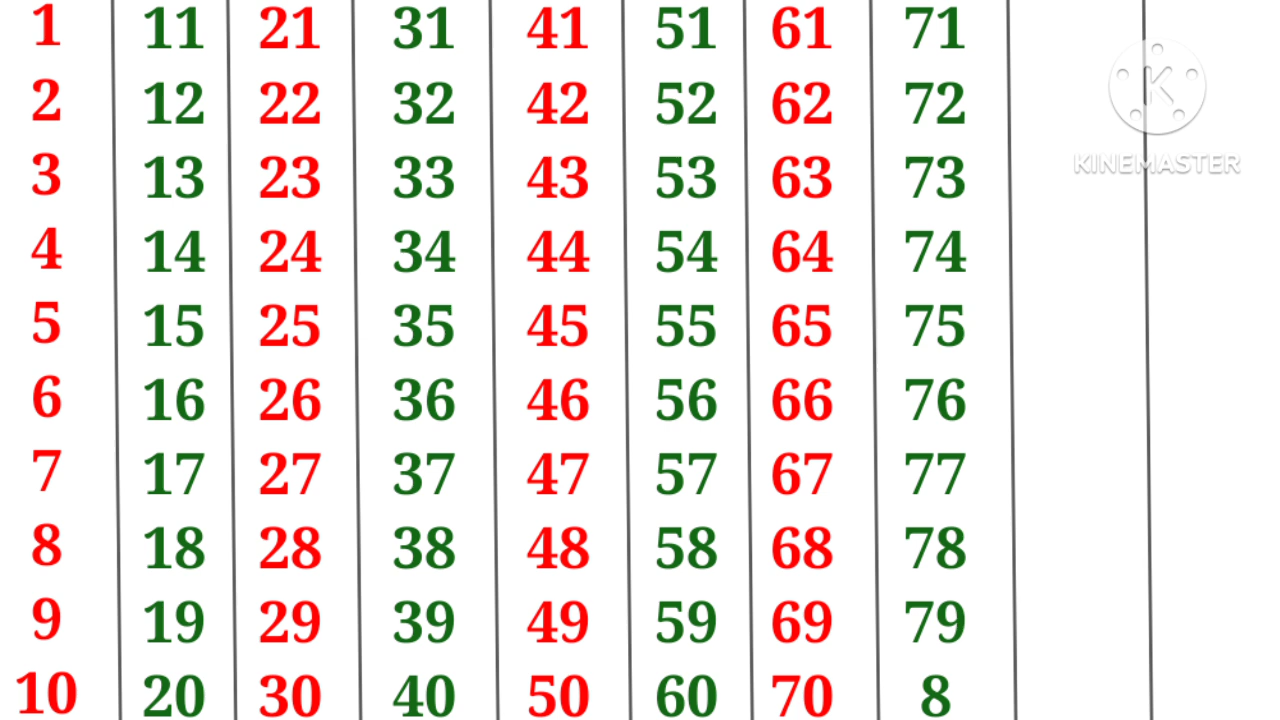 1 11 21 31 41 51 61 71
2 12 22 32 42 52 62 72
3 13 23 33 43 53 63 73
4 14 24 34 44 54 64 74
5 15 25 35 45 55 65 75
6 16 26 36 46 56 66 76
7 17 27 37 47 57 67 77
8 18 28 38 48 58 68 78
9 19 29 39 49 59 69 79
10 20 30 40 50 60 70 8
K
KINEMASTER